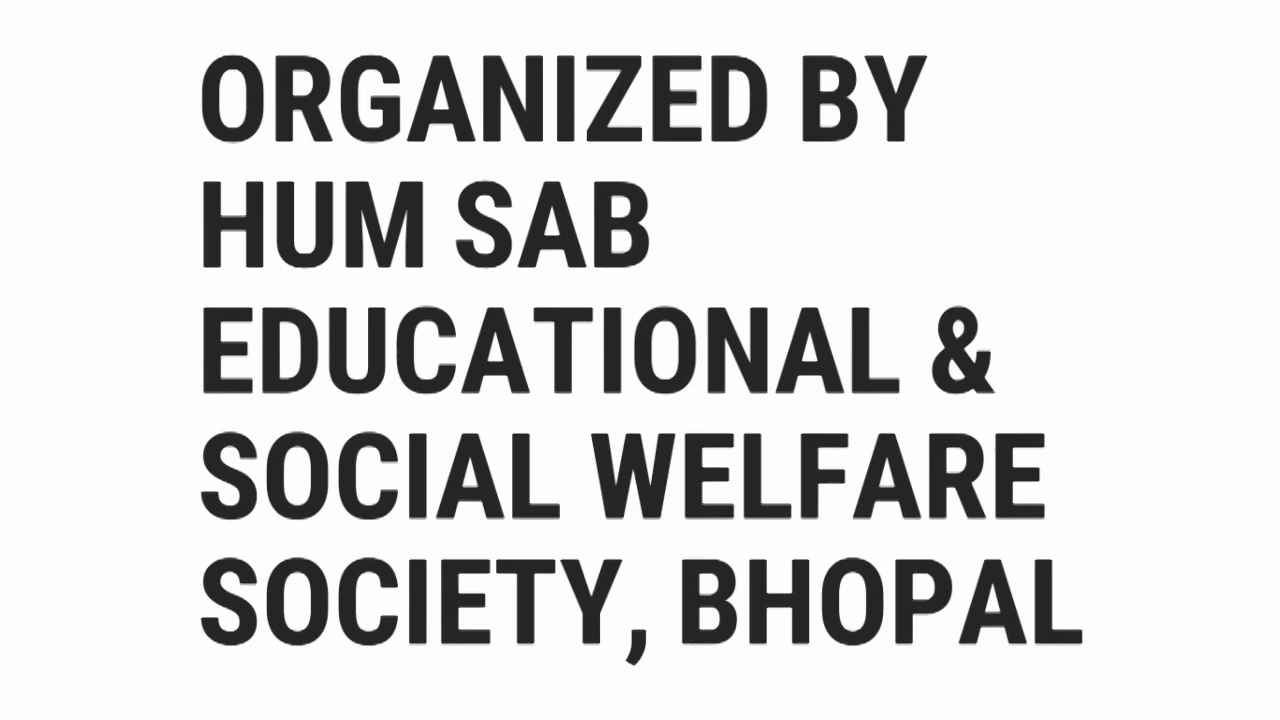 ORGANIZED BY
HUM SAB
EDUCATIONAL &
SOCIAL WELFARE
SOCIETY, BHOPAL